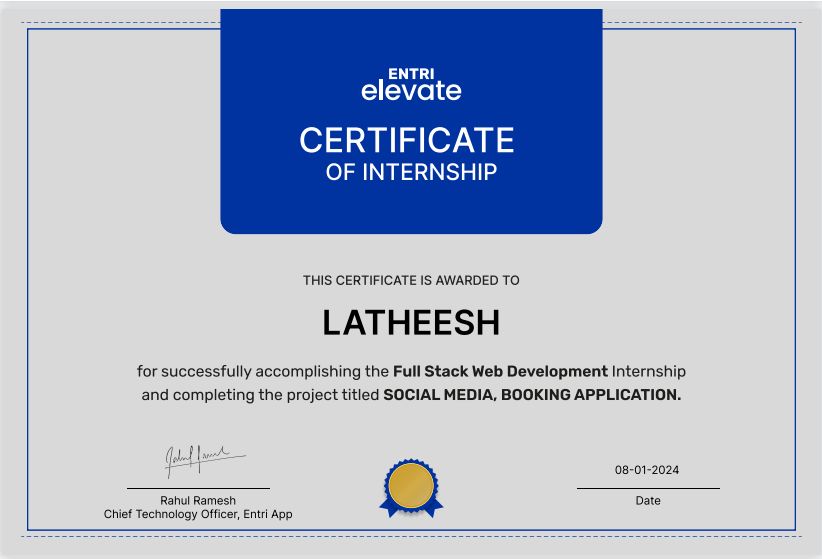 ENTRI
elevate
CERTIFICATE
OF INTERNSHIP
THIS CERTIFICATE IS AWARDED TO
LATHEESH
for successfully accomplishing the Full Stack Web Development Internship
and completing the project titled SOCIAL MEDIA, BOOKING APPLICATION.
Rahul Ramesh
Chief Technology Officer, Entri App
08-01-2024
Date